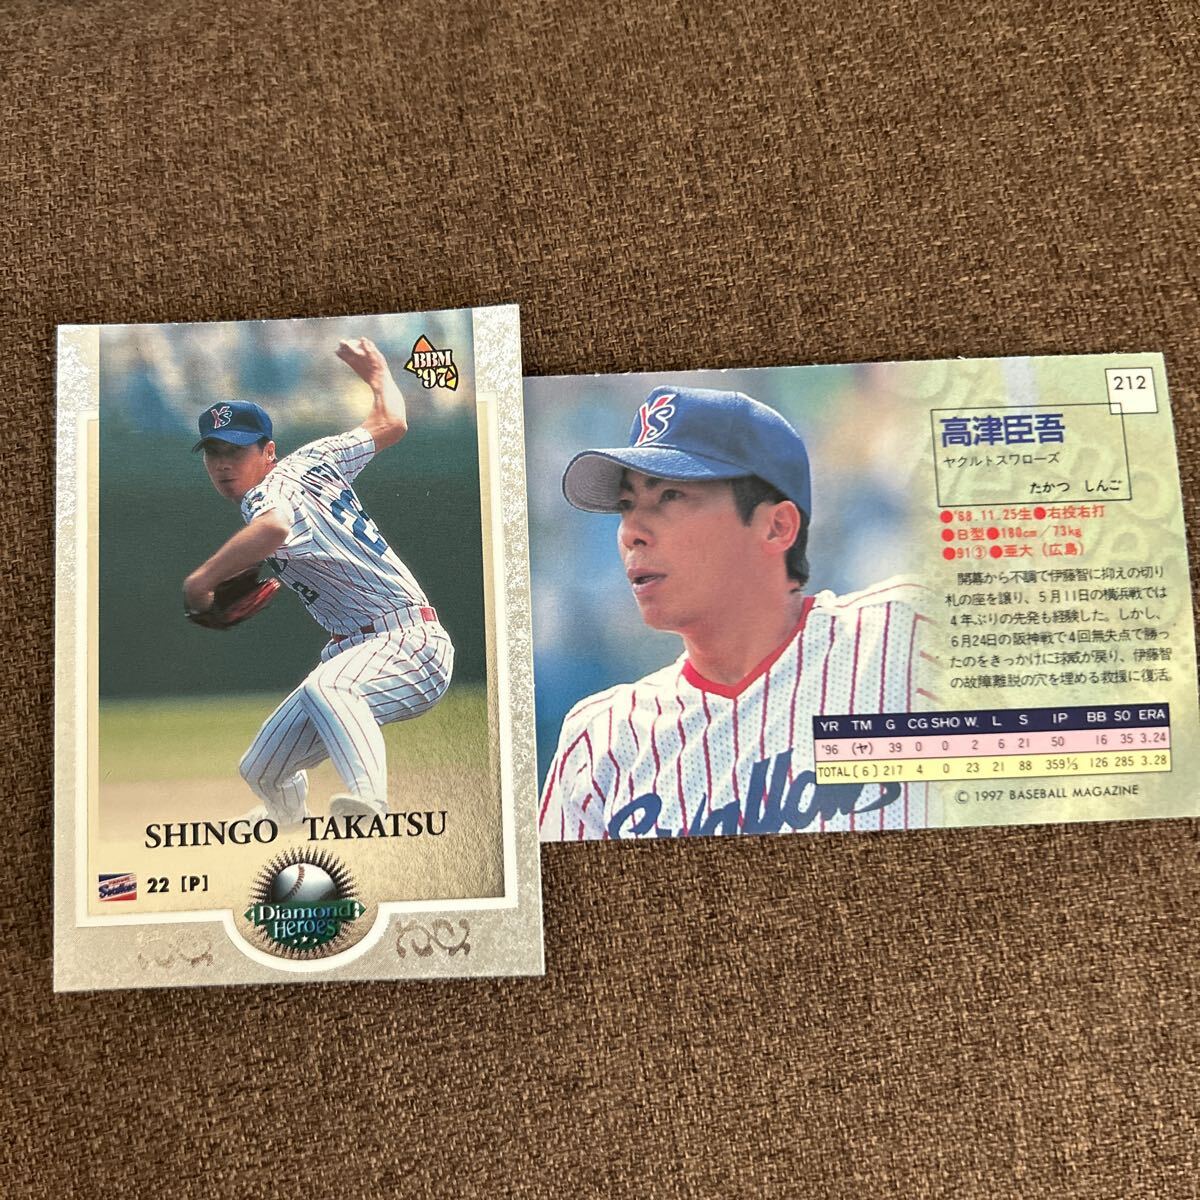 BBM
'97
YS
22
2
SHINGO TAKATSU
Swallows
22 [P]
Diamond
Heroes
212
高津臣吾
ヤクルトスワローズ
たかつ しんご
●'68.11.25生●右投右打
●B型●180cm/73kg
●91③●亜大（広島）
開幕から不調で伊藤智に抑えの切り
札の座を譲り、5月11日の横浜戦では
4年ぶりの先発も経験した。しかし、
6月24日の阪神戦で4回無失点で勝っ
たのをきっかけに球威が戻り、伊藤智
の故障離脱の穴を埋める救援に復活。
YR TM G CG SHO W. L S IP BB SO ERA
'96 (ヤ) 39 0 0 2 6 21 50 16 35 3.24
TOTAL(6) 217 4 0 23 21 88 359⅓ 126 285 3.28
© 1997 BASEBALL MAGAZINE
YS
Swallows